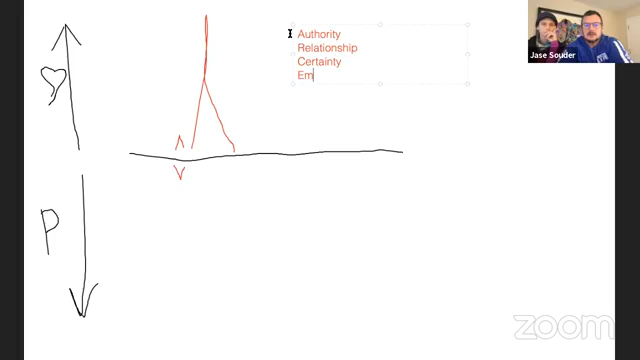 Authority
Relationship
Certainty
Em
P
Jase Souder
zoom